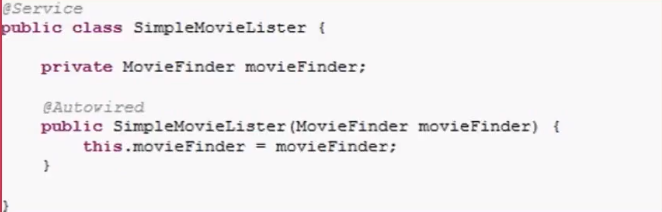 @Service
public class SimpleMovieLister {
private MovieFinder movieFinder;
@Autowired
public SimpleMovieLister(MovieFinder movieFinder) {
this.movieFinder = movieFinder;
}
}